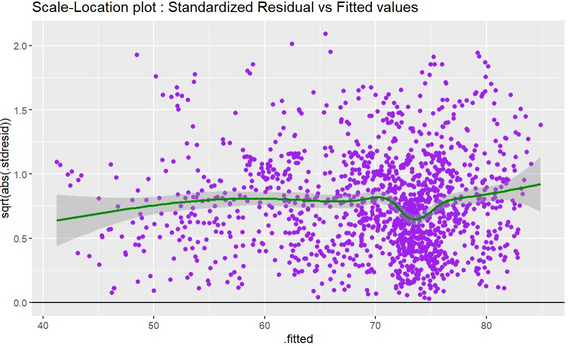 Scale-Location plot : Standardized Residual vs Fitted values
sqrt(abs(.stdresid))
2.0
1.5
1.0
0.5
0.0
40 50 60 70 80
.fitted